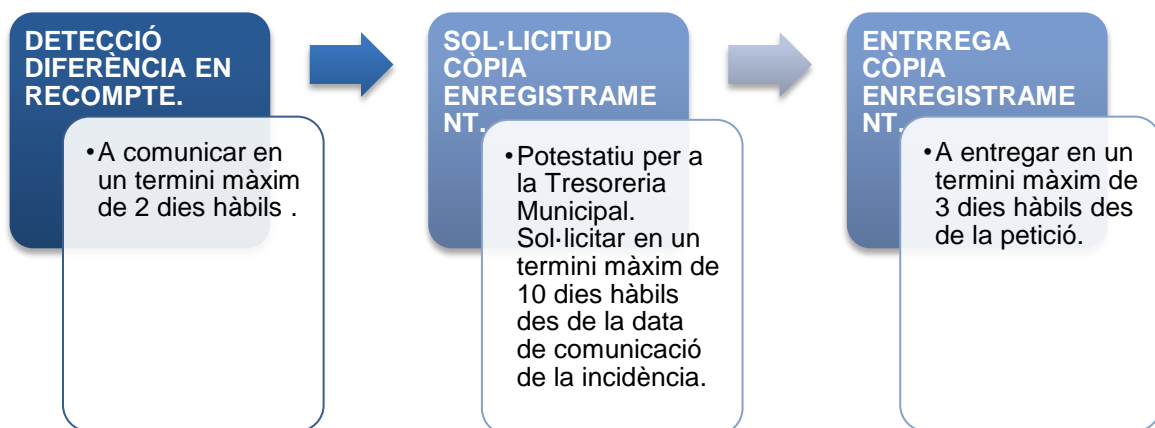 DETECCIÓ
DIFERÈNCIA EN
RECOMPTE.
•A comunicar en
un termini màxim
de 2 dies hàbils .
SOL·LICITUD
CÒPIA
ENREGISTRAME
NT.
•Potestatiu per a
la Tresoreria
Municipal.
Sol·licitar en un
termini màxim de
10 dies hàbils
des de la data
de comunicació
de la incidència.
ENTRREGA
CÒPIA
ENREGISTRAME
NT.
•A entregar en un
termini màxim de
3 dies hàbils des
de la petició.